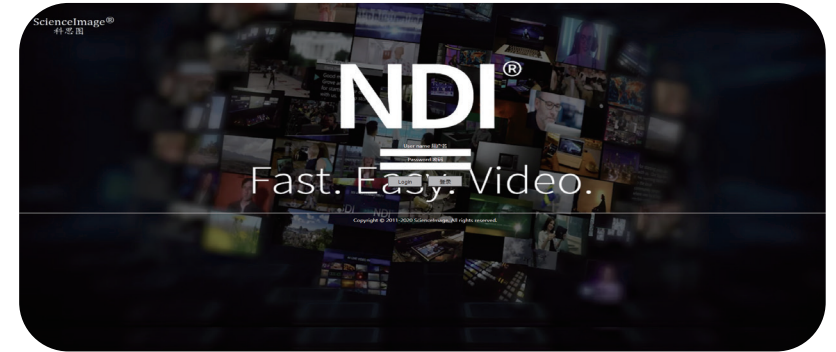 ScienceImage®
科思图
NDI®
User name 用户名
Password 密码
Fast. Easy. Video.
Login
Copyright © 2011-2020 ScienceImage. All rights reserved.